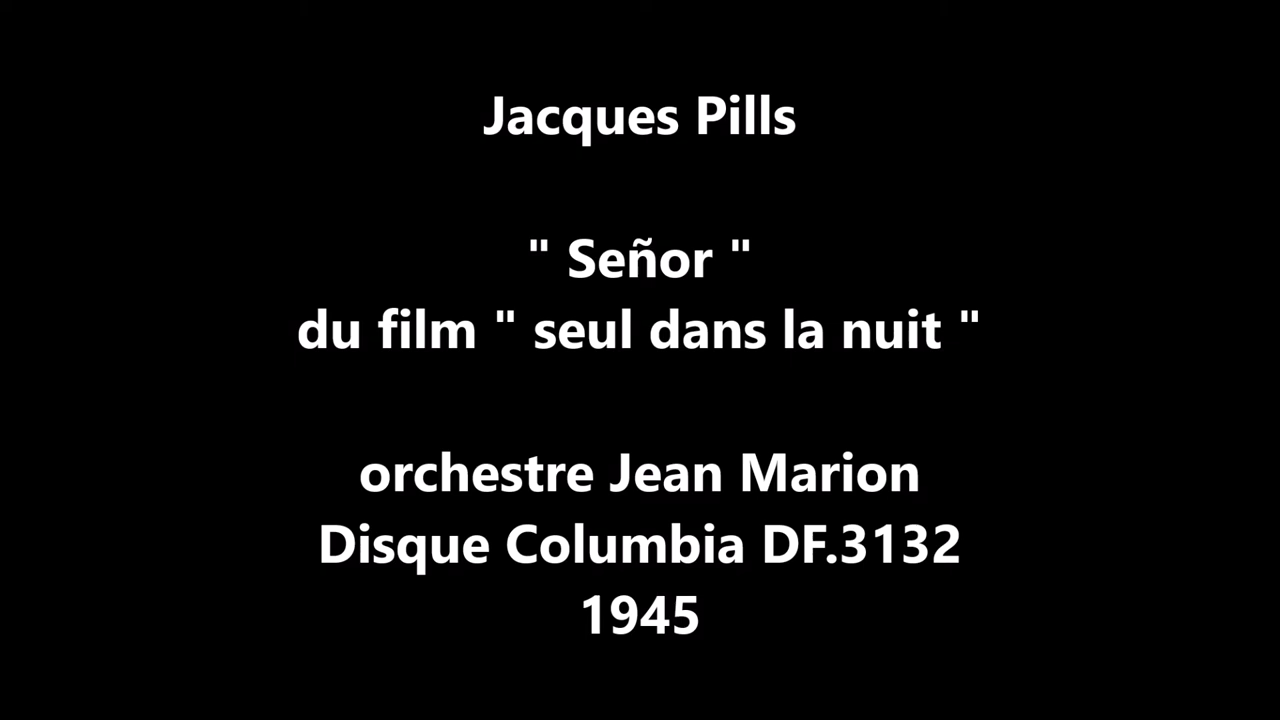 Jacques Pills
" Señor "
du film " seul dans la nuit "
orchestre Jean Marion
Disque Columbia DF.3132
1945